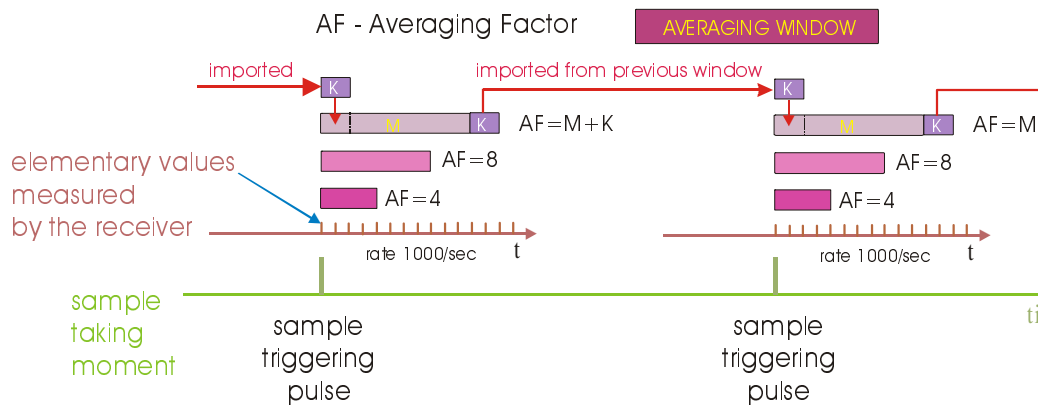 AF - Averaging Factor
AVERAGING WINDOW
imported
imported from previous window
K
K
M
K
AF=M+K
M
K
AF=M
AF=8
AF=8
AF=4
AF=4
elementary values
measured
by the receiver
rate 1000/sec
t
rate 1000/sec
t
sample
taking
moment
sample
triggering
pulse
sample
triggering
pulse